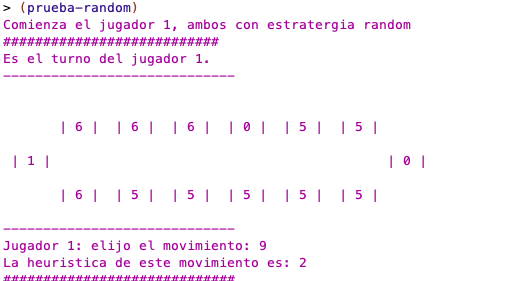 > (prueba-random)
Comienza el jugador 1, ambos con estratergia random
###########################
Es el turno del jugador 1.
-----------------------------
| 6 | | 6 | | 6 | | 0 | | 5 | | 5 |
| 1 | | 0 |
| 6 | | 5 | | 5 | | 5 | | 5 | | 5 |
-----------------------------
Jugador 1: elijo el movimiento: 9
La heuristica de este movimiento es: 2
#############################